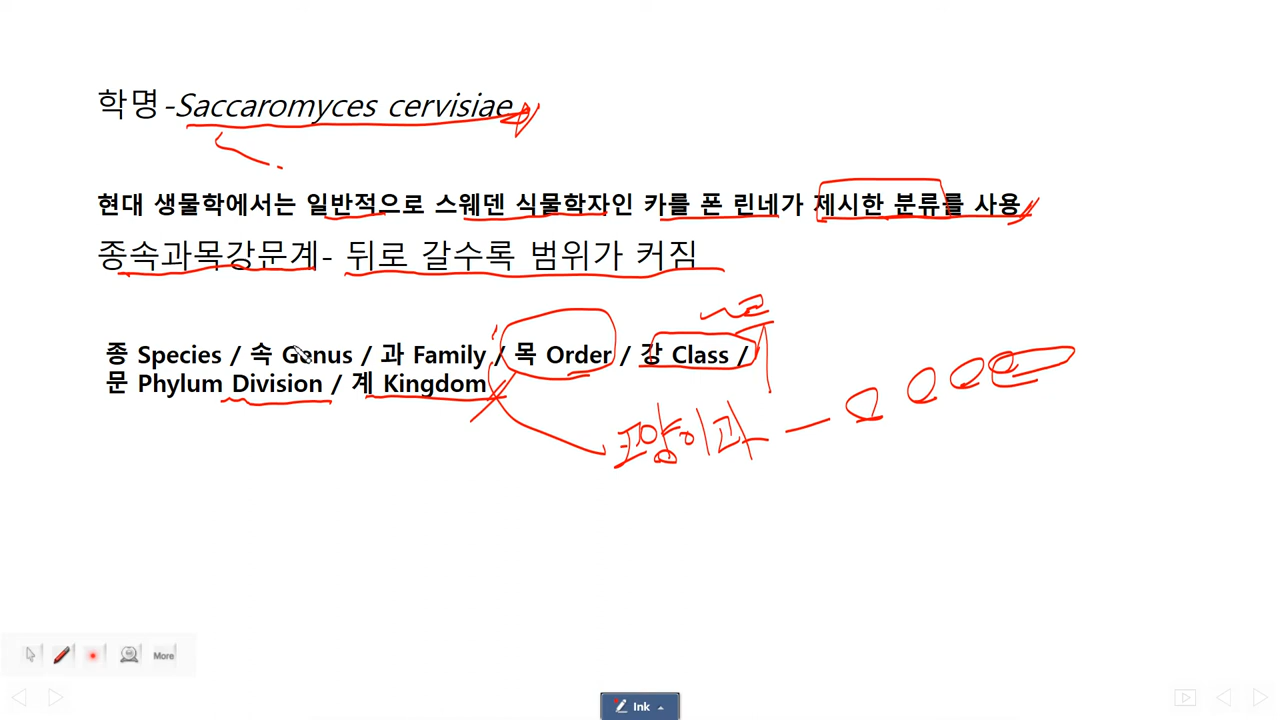 학명-Saccaromyces cervisiae
현대 생물학에서는 일반적으로 스웨덴 식물학자인 카를 폰 린네가 제시한 분류를 사용
종속과목강문계- 뒤로 갈수록 범위가 커짐
종 Species / 속 Genus / 과 Family / 목 Order / 강 Class /
문 Phylum Division / 계 Kingdom
고양이과
More
Ink